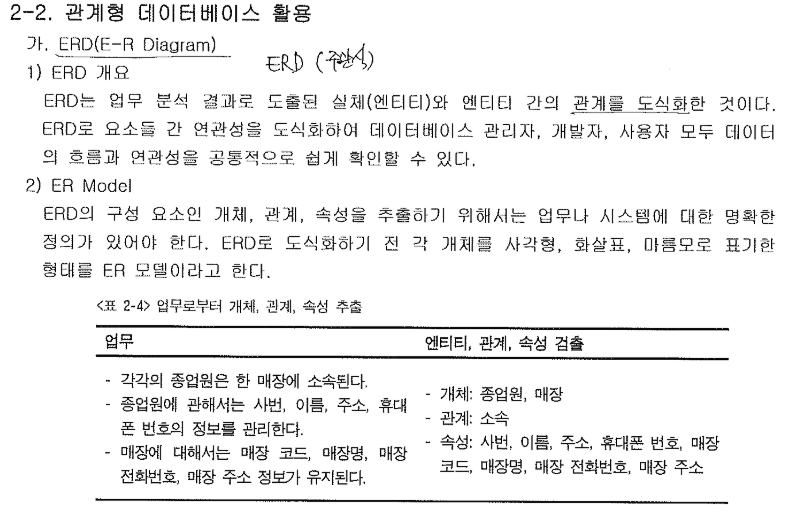 2-2. 관계형 데이터베이스 활용
가. ERD(E-R Diagram)
ERD (주관식)
1) ERD 개요
ERD는 업무 분석 결과로 도출된 실체(엔티티)와 엔티티 간의 관계를 도식화한 것이다.
ERD로 요소들 간 연관성을 도식화하여 데이터베이스 관리자, 개발자, 사용자 모두 데이터
의 흐름과 연관성을 공통적으로 쉽게 확인할 수 있다.
2) ER Model
ERD의 구성 요소인 개체, 관계, 속성을 추출하기 위해서는 업무나 시스템에 대한 명확한
정의가 있어야 한다. ERD로 도식화하기 전 각 개체를 사각형, 화살표, 마름모로 표기한
형태를 ER 모델이라고 한다.
<표 2-4> 업무로부터 개체, 관계, 속성 추출
업무
엔티티, 관계, 속성 검출
- 각각의 종업원은 한 매장에 소속된다.
- 종업원에 관해서는 사번, 이름, 주소, 휴대
폰 번호의 정보를 관리한다.
- 매장에 대해서는 매장 코드, 매장명, 매장
전화번호, 매장 주소 정보가 유지된다.
- 개체: 종업원, 매장
- 관계: 소속
- 속성: 사번, 이름, 주소, 휴대폰 번호, 매장
코드, 매장명, 매장 전화번호, 매장 주소